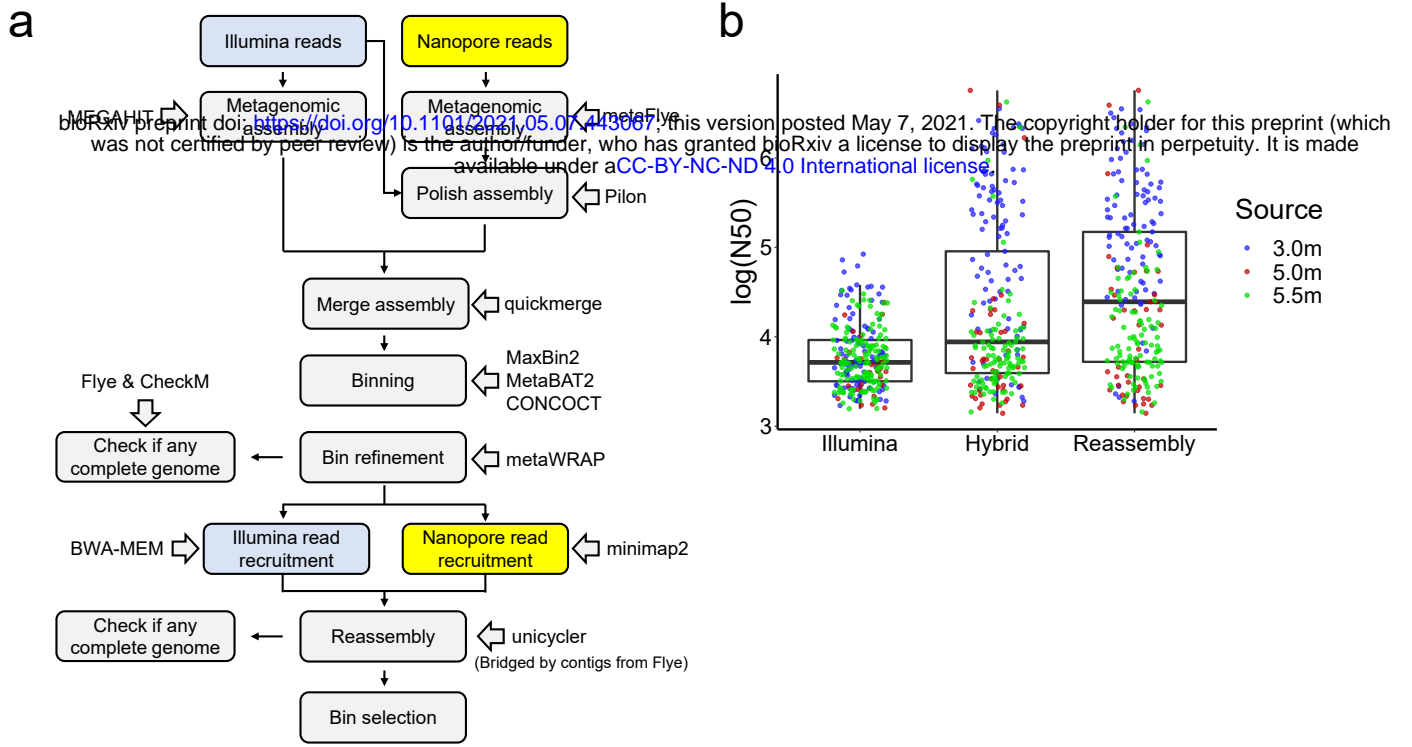 a
b
Illumina reads
Nanopore reads
MEGAHIT
Metagenomic
assembly
Metagenomic
assembly
metaFlye
bioRxiv preprint doi: https://doi.org/10.1101/2021.05.07.443067; this version posted May 7, 2021. The copyright holder for this preprint (which
was not certified by peer review) is the author/funder, who has granted bioRxiv a license to display the preprint in perpetuity. It is made
available under aCC-BY-NC-ND 4.0 International license.
Polish assembly
Pilon
Merge assembly
quickmerge
Binning
MaxBin2
MetaBAT2
CONCOCT
Flye & CheckM
Check if any
complete genome
Bin refinement
metaWRAP
BWA-MEM
Illumina read
recruitment
Nanopore read
recruitment
minimap2
Check if any
complete genome
Reassembly
unicycler
(Bridged by contigs from Flye)
Bin selection
log(N50)
6
5
4
3
Illumina
Hybrid
Reassembly
Source
3.0m
5.0m
5.5m